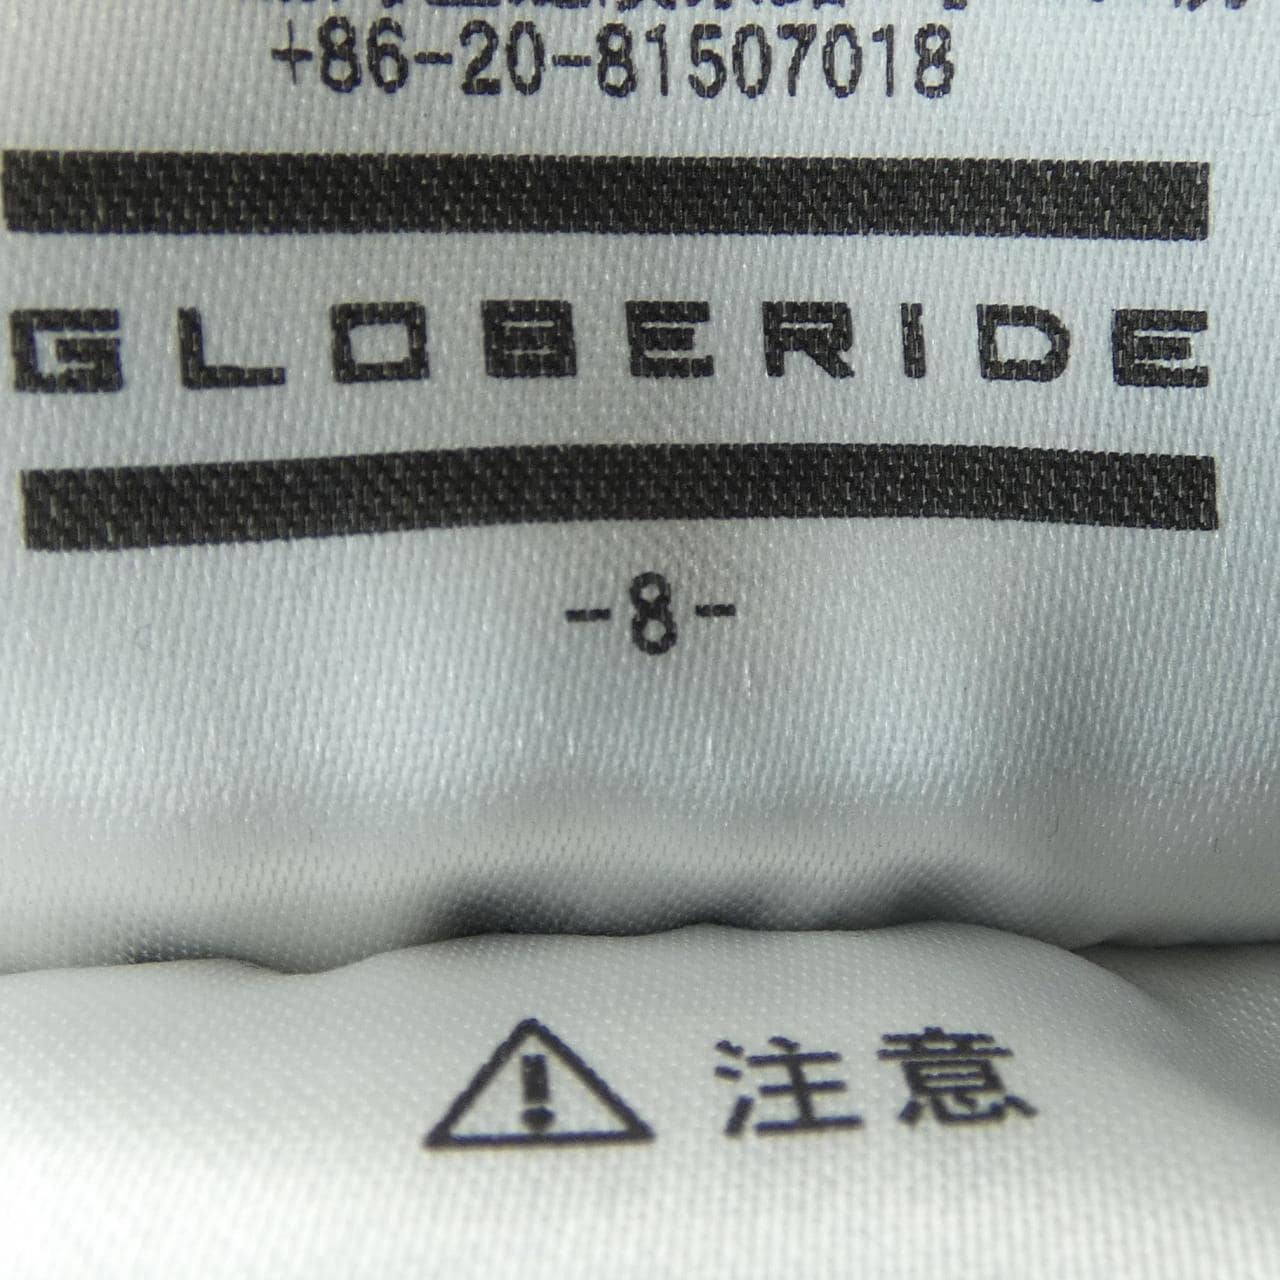 +86-20-81507018
GLOBERIDE
-8-
注意